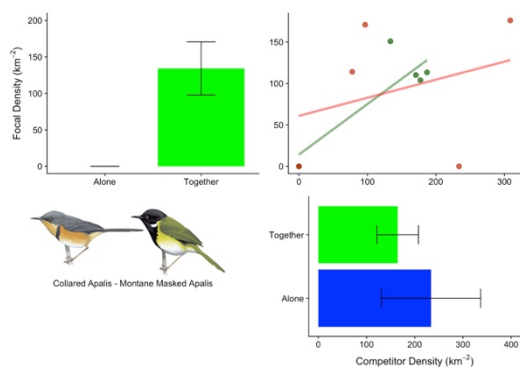 200
150
100
50
0
Focal Density (km⁻²)
Alone
Together
150
100
50
0
0
100
200
300
Collared Apalis - Montane Masked Apalis
Together
Alone
0
100
200
300
400
Competitor Density (km⁻²)